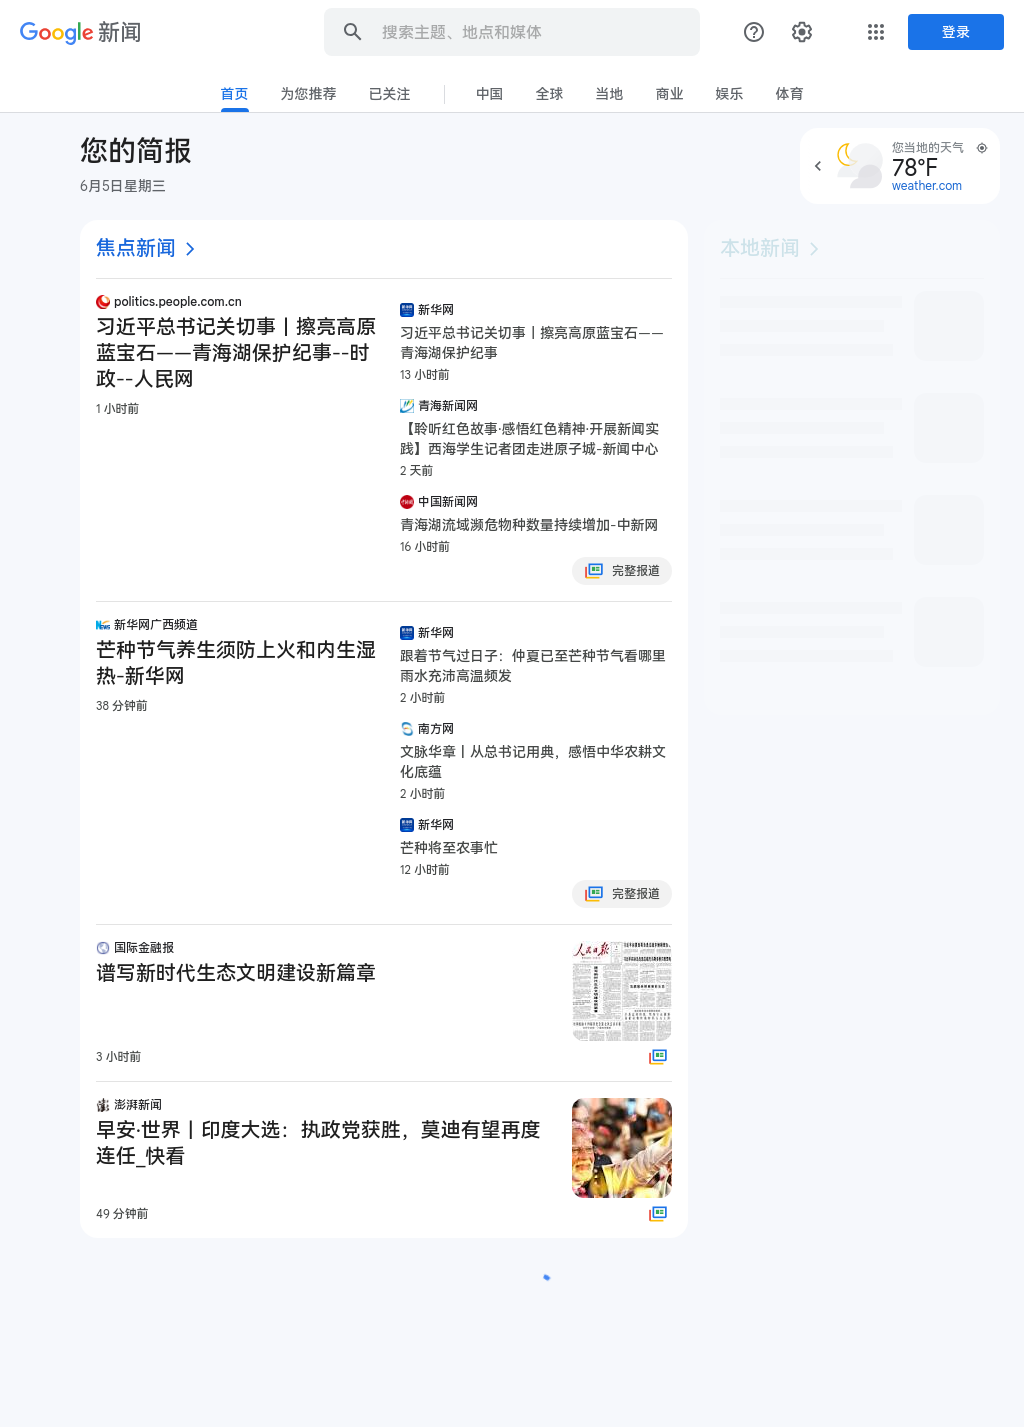 Google 新闻
搜索主题、地点和媒体
登录
首页
为您推荐
已关注
中国
全球
当地
商业
娱乐
体育
您的简报
6月5日星期三
您当地的天气
78°F
weather.com
焦点新闻
本地新闻
politics.people.com.cn
习近平总书记关切事丨擦亮高原
蓝宝石——青海湖保护纪事--时
政--人民网
1 小时前
新华网
习近平总书记关切事丨擦亮高原蓝宝石——
青海湖保护纪事
13 小时前
青海新闻网
【聆听红色故事·感悟红色精神·开展新闻实
践】西海学生记者团走进原子城-新闻中心
2 天前
中国新闻网
青海湖流域濒危物种数量持续增加-中新网
16 小时前
完整报道
新华网广西频道
芒种节气养生须防上火和内生湿
热-新华网
38 分钟前
新华网
跟着节气过日子：仲夏已至芒种节气看哪里
雨水充沛高温频发
2 小时前
南方网
文脉华章丨从总书记用典，感悟中华农耕文
化底蕴
2 小时前
新华网
芒种将至农事忙
12 小时前
完整报道
国际金融报
谱写新时代生态文明建设新篇章
人民日报
3 小时前
澎湃新闻
早安·世界丨印度大选：执政党获胜，莫迪有望再度
连任_快看
49 分钟前